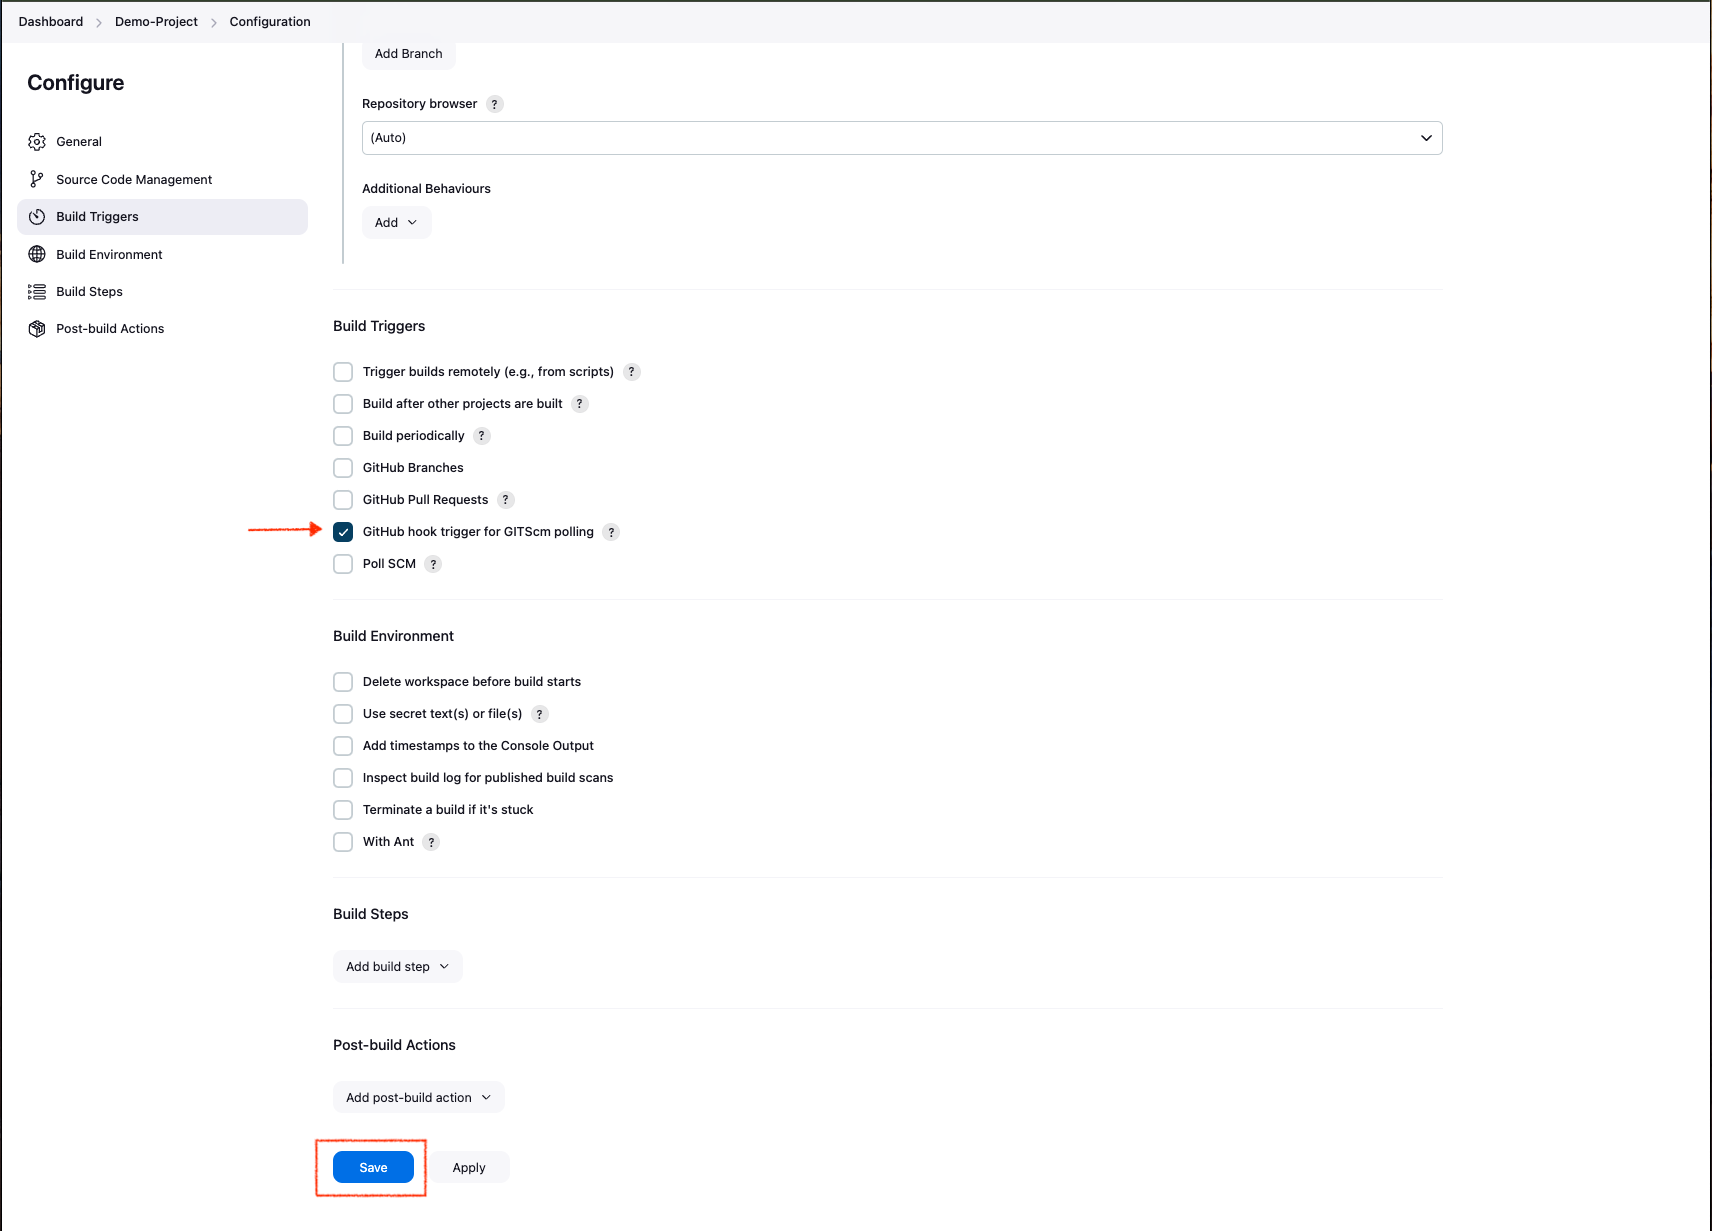 Dashboard > Demo-Project > Configuration
Configure
General
Source Code Management
Build Triggers
Build Environment
Build Steps
Post-build Actions
Add Branch
Repository browser ?
(Auto)
Additional Behaviours
Add
Build Triggers
Trigger builds remotely (e.g., from scripts) ?
Build after other projects are built ?
Build periodically ?
GitHub Branches
GitHub Pull Requests ?
GitHub hook trigger for GITScm polling ?
Poll SCM ?
Build Environment
Delete workspace before build starts
Use secret text(s) or file(s) ?
Add timestamps to the Console Output
Inspect build log for published build scans
Terminate a build if it's stuck
With Ant ?
Build Steps
Add build step
Post-build Actions
Add post-build action
Save Apply